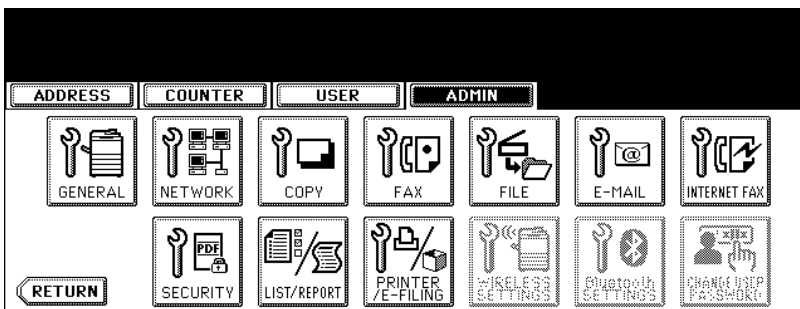 ADDRESS COUNTER USER ADMIN
GENERAL NETWORK COPY FAX FILE E-MAIL INTERNET FAX
@
PDF
SECURITY LIST/REPORT PRINTER
/E-FILING WIRELESS
SETTINGS Bluetooth
SETTINGS CHANGE USER
PASSWORD
RETURN